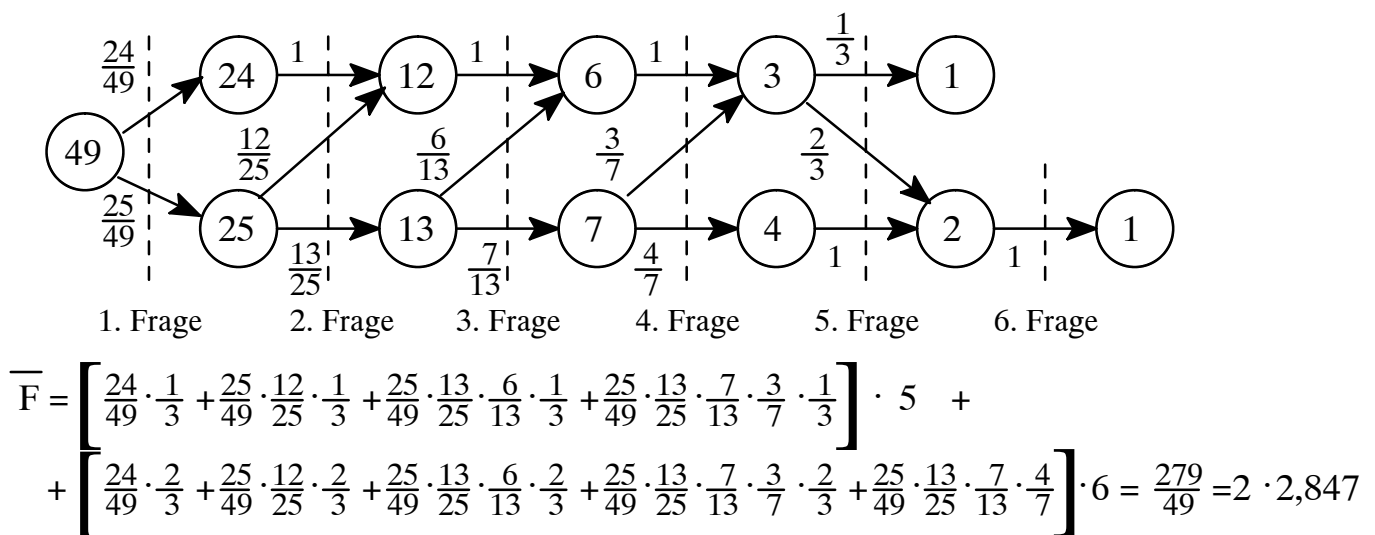 24/49 1 1 1 1/3
24 12 6 3 1
49
12/25 6/13 3/7 2/3
25/49
25 13 7 4 2 1
13/25 7/13 4/7 1 1
1. Frage 2. Frage 3. Frage 4. Frage 5. Frage 6. Frage
F̅ = [24/49 · 1/3 + 25/49 · 12/25 · 1/3 + 25/49 · 13/25 · 6/13 · 1/3 + 25/49 · 13/25 · 7/13 · 3/7 · 1/3] · 5 +
+ [24/49 · 2/3 + 25/49 · 12/25 · 2/3 + 25/49 · 13/25 · 6/13 · 2/3 + 25/49 · 13/25 · 7/13 · 3/7 · 2/3 + 25/49 · 13/25 · 7/13 · 4/7] · 6 = 279/49 = 2 · 2,847